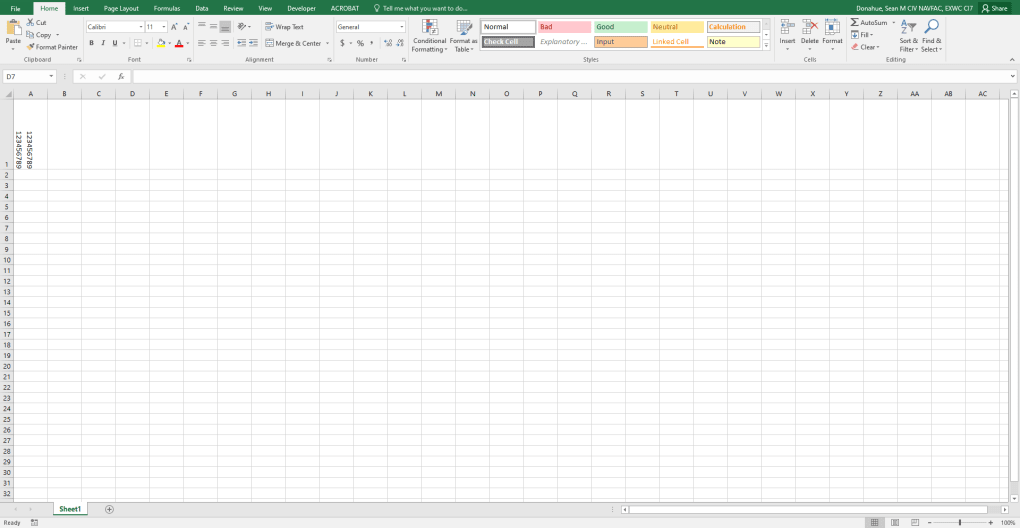 File Home Insert Page Layout Formulas Data Review View Developer ACROBAT Tell me what you want to do... Donahue, Sean M CIV NAVFAC, EXWC CI7 Share
Paste
Cut
Copy
Format Painter
Clipboard
Calibri 11
B I U
Font
Wrap Text
Merge & Center
Alignment
General
$ % ,
Number
Conditional Formatting
Format as Table
Normal Bad Good Neutral Calculation
Check Cell Explanatory ... Input Linked Cell Note
Styles
Insert Delete Format
Cells
AutoSum
Fill
Clear
Sort & Filter
Find & Select
Editing
D7 fx
A B C D E F G H I J K L M N O P Q R S T U V W X Y Z AA AB AC
123456789
123456789
1
2
3
4
5
6
7
8
9
10
11
12
13
14
15
16
17
18
19
20
21
22
23
24
25
26
27
28
29
30
31
32
Sheet1
Ready 100%